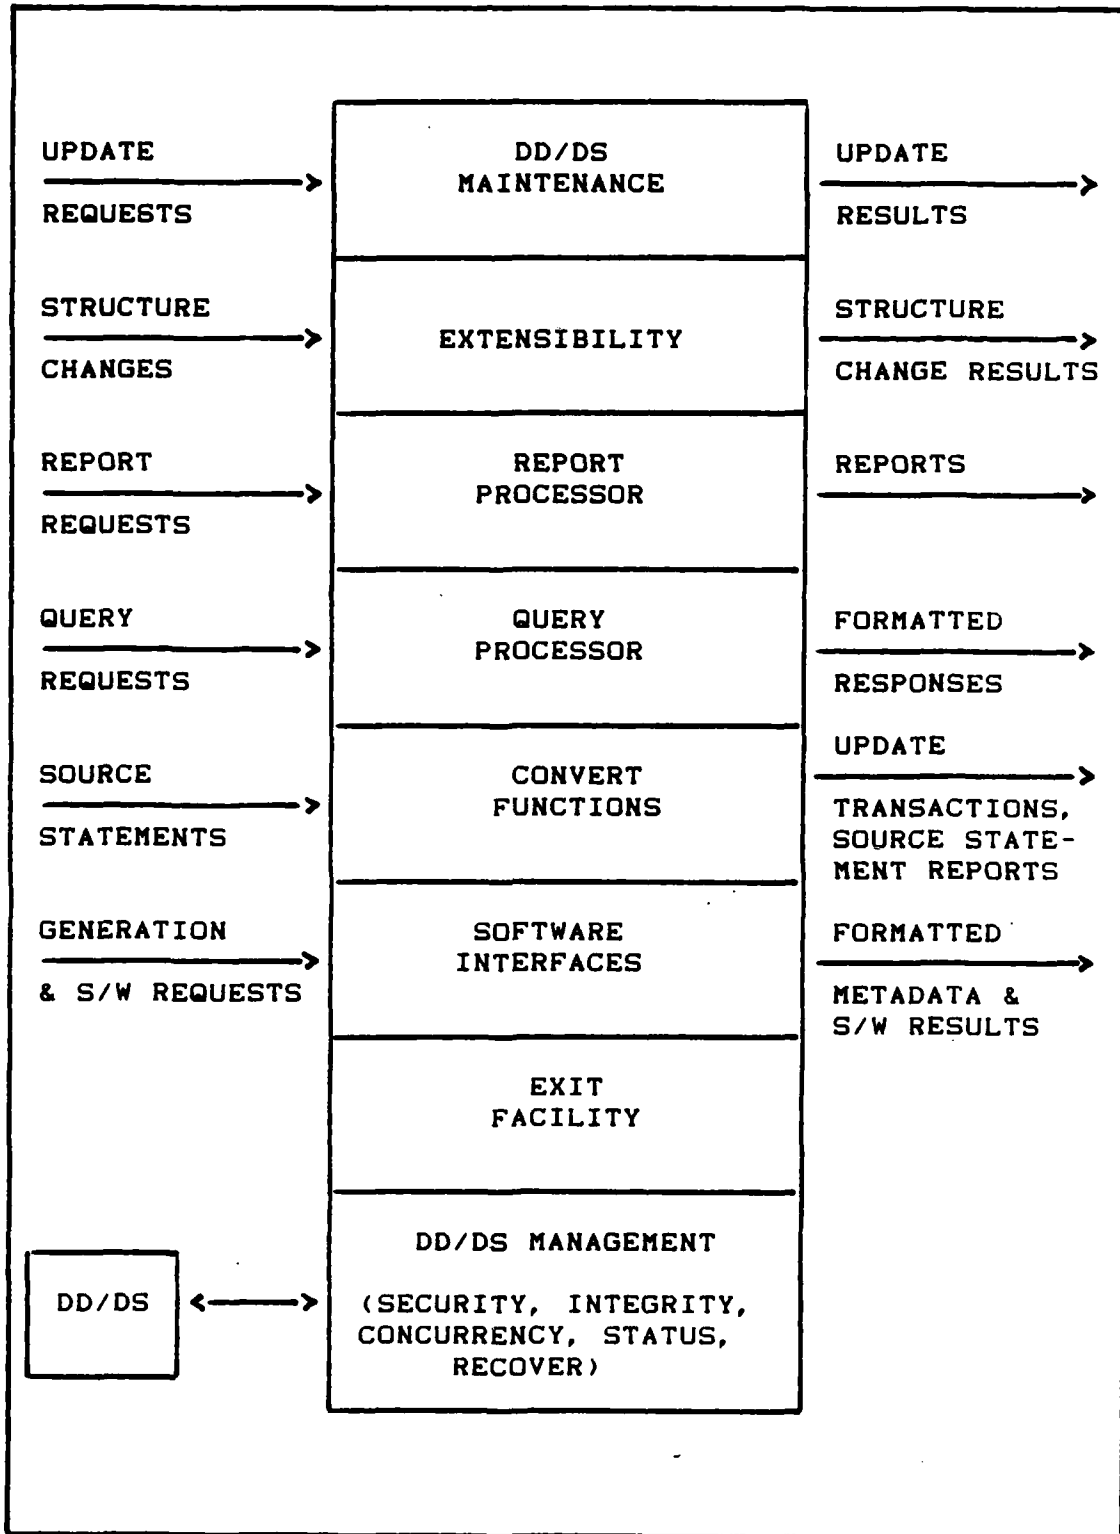 UPDATE
REQUESTS
DD/DS
MAINTENANCE
UPDATE
RESULTS
STRUCTURE
CHANGES
EXTENSIBILITY
STRUCTURE
CHANGE RESULTS
REPORT
REQUESTS
REPORT
PROCESSOR
REPORTS
QUERY
REQUESTS
QUERY
PROCESSOR
FORMATTED
RESPONSES
SOURCE
STATEMENTS
CONVERT
FUNCTIONS
UPDATE
TRANSACTIONS,
SOURCE STATE-
MENT REPORTS
GENERATION
& S/W REQUESTS
SOFTWARE
INTERFACES
FORMATTED
METADATA &
S/W RESULTS
EXIT
FACILITY
DD/DS
DD/DS MANAGEMENT
(SECURITY, INTEGRITY,
CONCURRENCY, STATUS,
RECOVER)